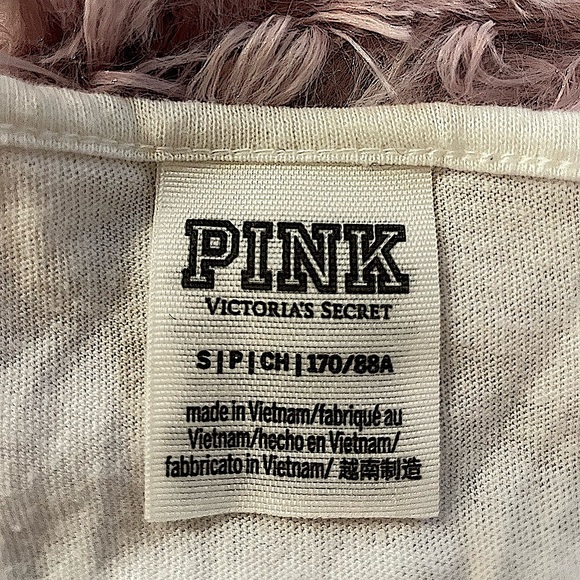 PINK
VICTORIA'S SECRET
S|P|CH|170/88A
made in Vietnam/fabriqué au
Vietnam/hecho en Vietnam/
fabbricato in Vietnam/ 越南制造